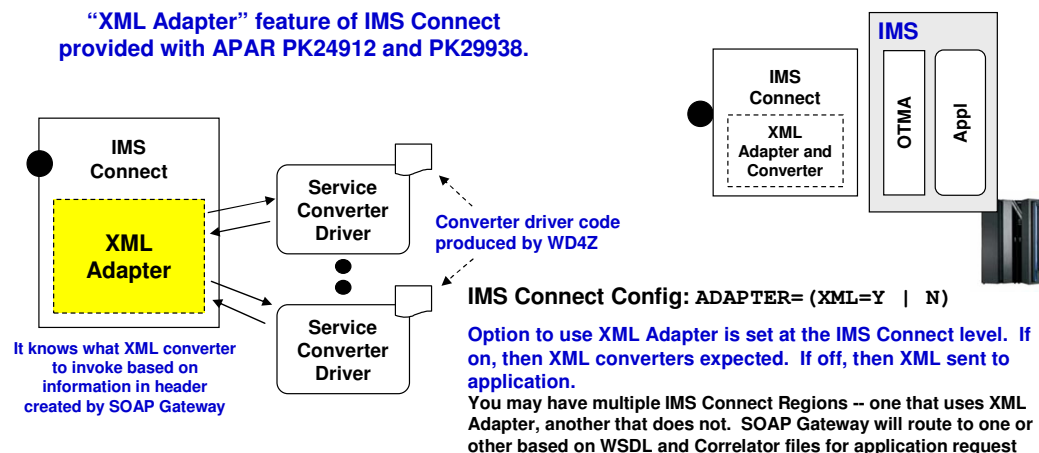 “XML Adapter” feature of IMS Connect
provided with APAR PK24912 and PK29938.
IMS
Connect
XML
Adapter
It knows what XML converter
to invoke based on
information in header
created by SOAP Gateway
Service
Converter
Driver
Service
Converter
Driver
Converter driver code
produced by WD4Z
IMS
Connect
XML
Adapter and
Converter
IMS
OTMA
Appl
IMS Connect Config: ADAPTER=(XML=Y | N)
Option to use XML Adapter is set at the IMS Connect level. If
on, then XML converters expected. If off, then XML sent to
application.
You may have multiple IMS Connect Regions -- one that uses XML
Adapter, another that does not. SOAP Gateway will route to one or
other based on WSDL and Correlator files for application request